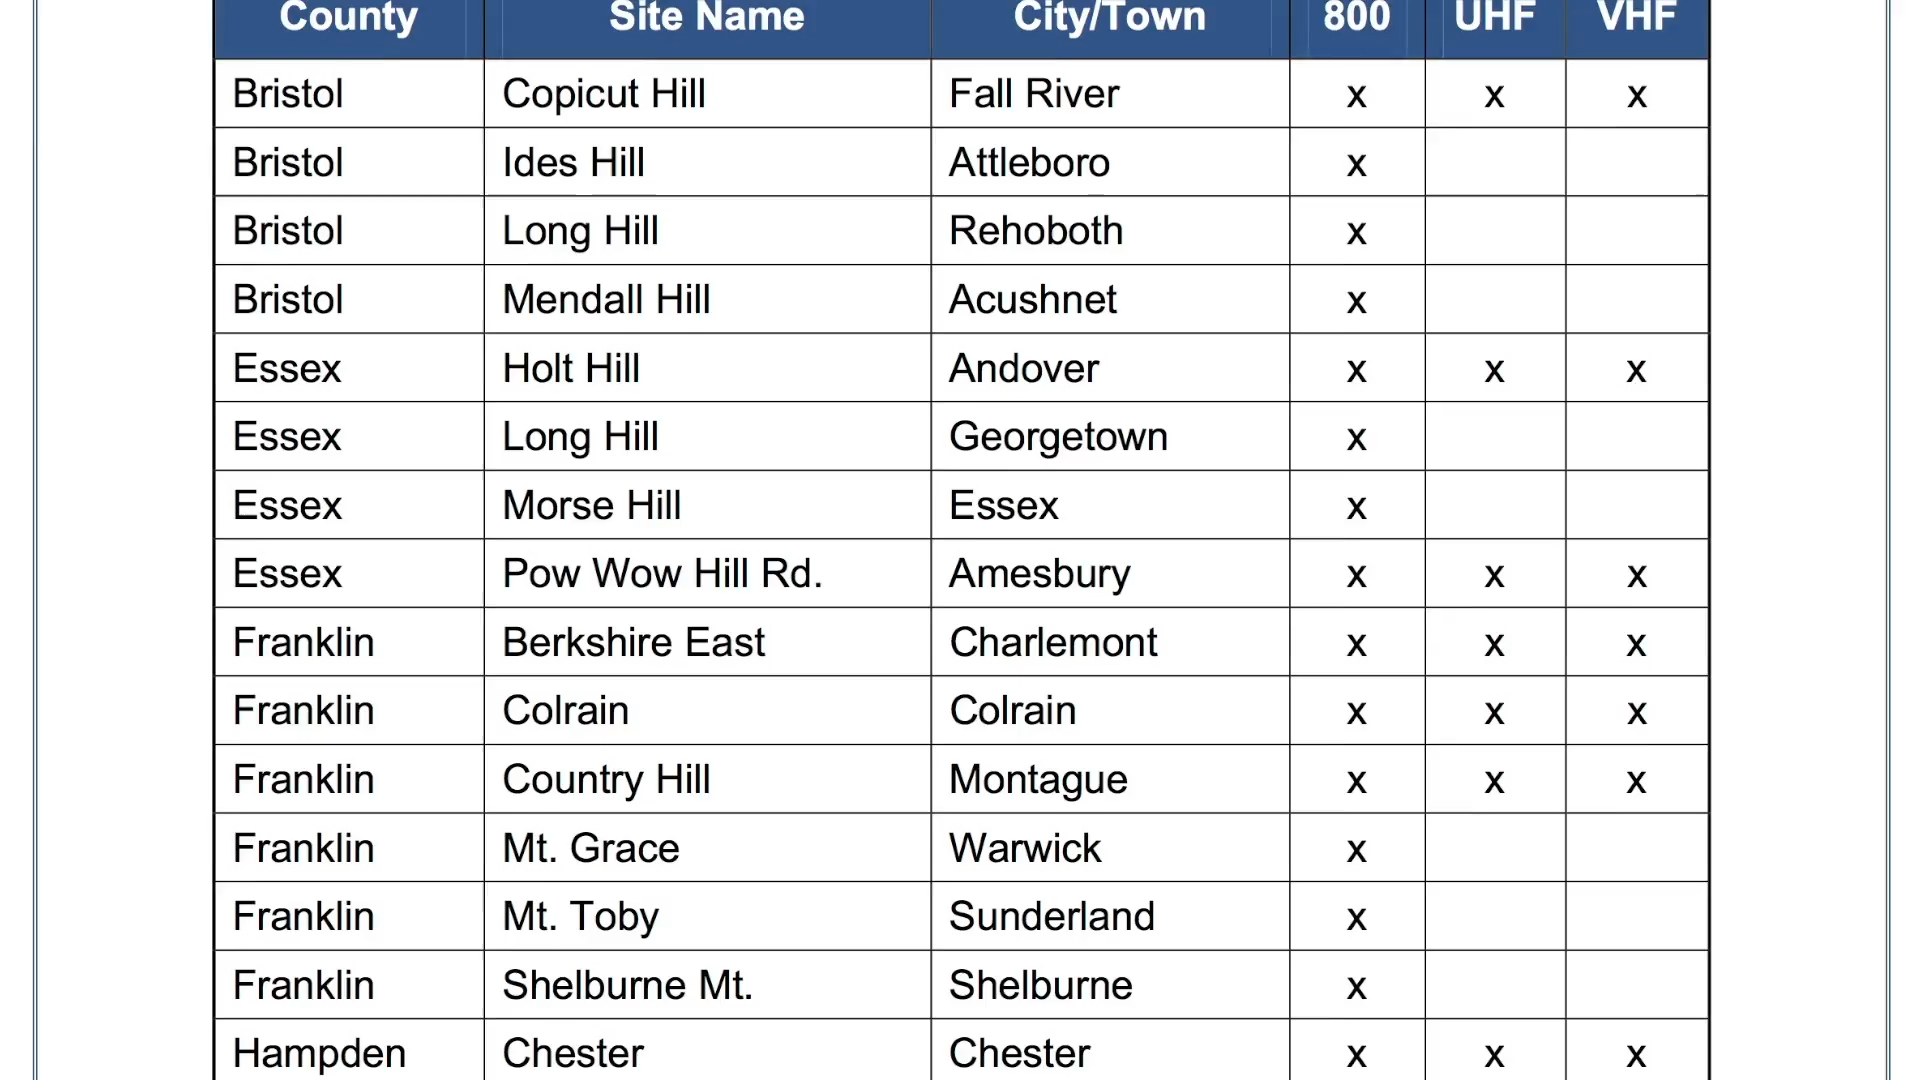 County Site Name City/Town 800 UHF VHF
Bristol Copicut Hill Fall River x x x
Bristol Ides Hill Attleboro x
Bristol Long Hill Rehoboth x
Bristol Mendall Hill Acushnet x
Essex Holt Hill Andover x x x
Essex Long Hill Georgetown x
Essex Morse Hill Essex x
Essex Pow Wow Hill Rd. Amesbury x x x
Franklin Berkshire East Charlemont x x x
Franklin Colrain Colrain x x x
Franklin Country Hill Montague x x x
Franklin Mt. Grace Warwick x
Franklin Mt. Toby Sunderland x
Franklin Shelburne Mt. Shelburne x
Hampden Chester Chester x x x